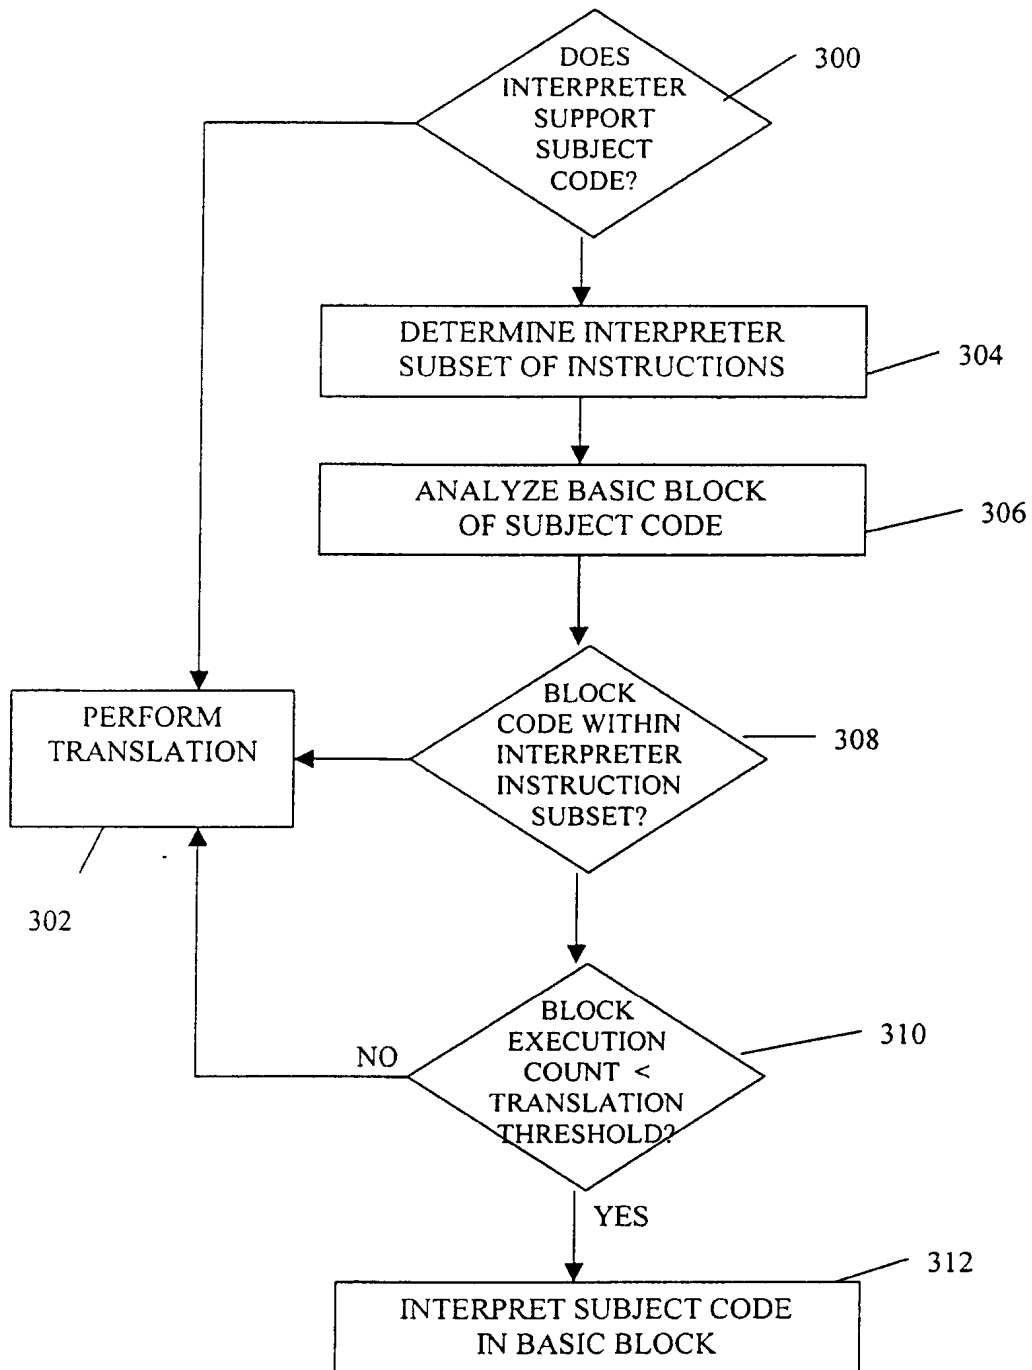 DOES
INTERPRETER
SUPPORT
SUBJECT
CODE?
300
DETERMINE INTERPRETER
SUBSET OF INSTRUCTIONS
304
ANALYZE BASIC BLOCK
OF SUBJECT CODE
306
BLOCK
CODE WITHIN
INTERPRETER
INSTRUCTION
SUBSET?
308
PERFORM
TRANSLATION
302
BLOCK
EXECUTION
COUNT <
TRANSLATION
THRESHOLD?
310
NO
YES
312
INTERPRET SUBJECT CODE
IN BASIC BLOCK